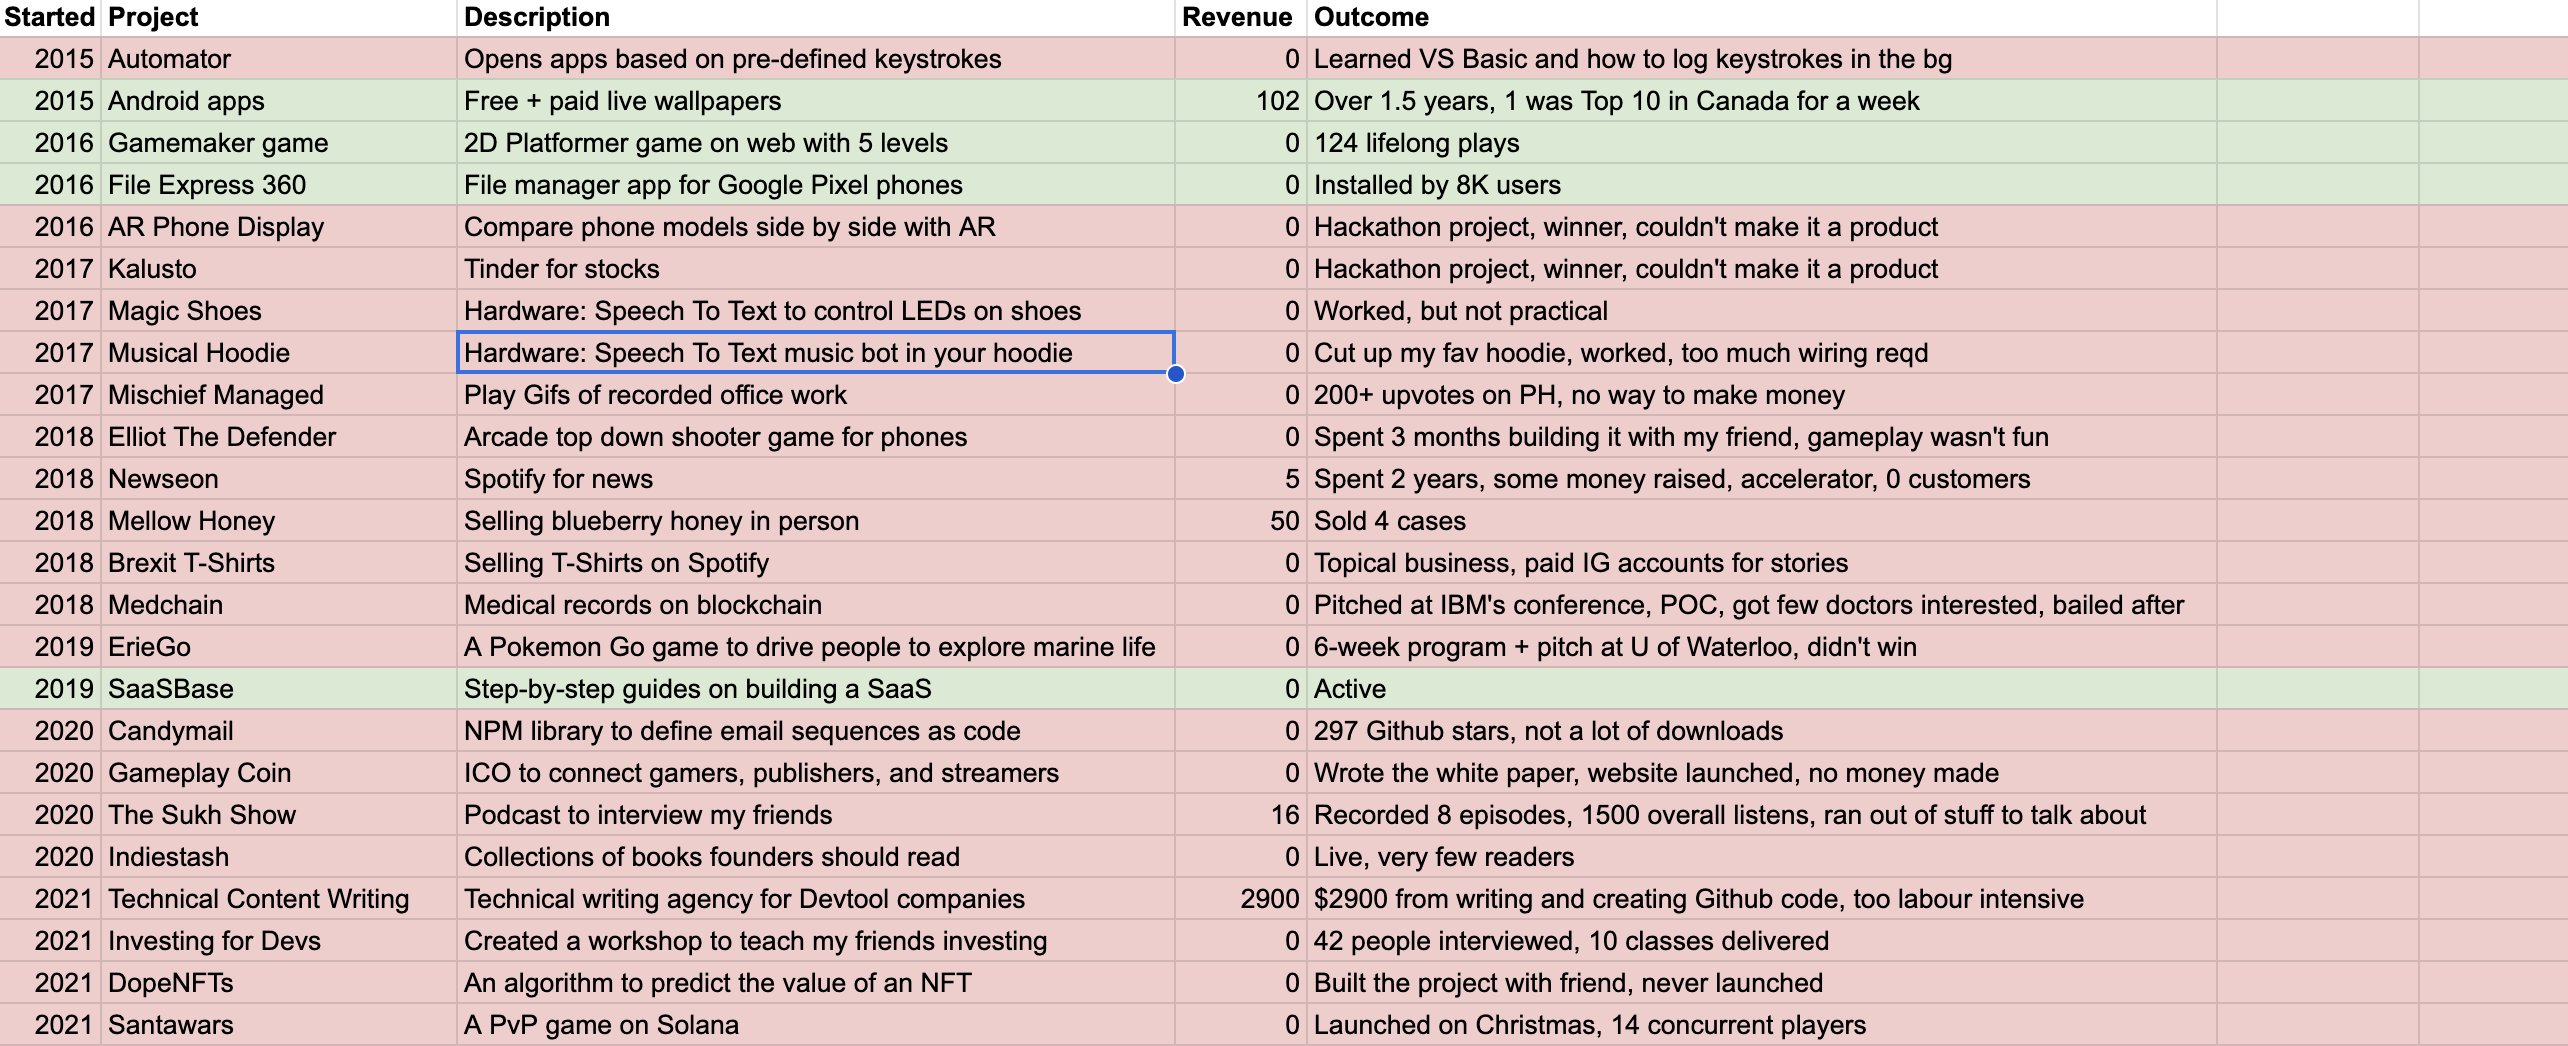 Started Project Description Revenue Outcome
2015 Automator Opens apps based on pre-defined keystrokes 0 Learned VS Basic and how to log keystrokes in the bg
2015 Android apps Free + paid live wallpapers 102 Over 1.5 years, 1 was Top 10 in Canada for a week
2016 Gamemaker game 2D Platformer game on web with 5 levels 0 124 lifelong plays
2016 File Express 360 File manager app for Google Pixel phones 0 Installed by 8K users
2016 AR Phone Display Compare phone models side by side with AR 0 Hackathon project, winner, couldn't make it a product
2017 Kalusto Tinder for stocks 0 Hackathon project, winner, couldn't make it a product
2017 Magic Shoes Hardware: Speech To Text to control LEDs on shoes 0 Worked, but not practical
2017 Musical Hoodie Hardware: Speech To Text music bot in your hoodie 0 Cut up my fav hoodie, worked, too much wiring reqd
2017 Mischief Managed Play Gifs of recorded office work 0 200+ upvotes on PH, no way to make money
2018 Elliot The Defender Arcade top down shooter game for phones 0 Spent 3 months building it with my friend, gameplay wasn't fun
2018 Newseon Spotify for news 5 Spent 2 years, some money raised, accelerator, 0 customers
2018 Mellow Honey Selling blueberry honey in person 50 Sold 4 cases
2018 Brexit T-Shirts Selling T-Shirts on Spotify 0 Topical business, paid IG accounts for stories
2018 Medchain Medical records on blockchain 0 Pitched at IBM's conference, POC, got few doctors interested, bailed after
2019 ErieGo A Pokemon Go game to drive people to explore marine life 0 6-week program + pitch at U of Waterloo, didn't win
2019 SaaSBase Step-by-step guides on building a SaaS 0 Active
2020 Candymail NPM library to define email sequences as code 0 297 Github stars, not a lot of downloads
2020 Gameplay Coin ICO to connect gamers, publishers, and streamers 0 Wrote the white paper, website launched, no money made
2020 The Sukh Show Podcast to interview my friends 16 Recorded 8 episodes, 1500 overall listens, ran out of stuff to talk about
2020 Indiestash Collections of books founders should read 0 Live, very few readers
2021 Technical Content Writing Technical writing agency for Devtool companies 2900 $2900 from writing and creating Github code, too labour intensive
2021 Investing for Devs Created a workshop to teach my friends investing 0 42 people interviewed, 10 classes delivered
2021 DopeNFTs An algorithm to predict the value of an NFT 0 Built the project with friend, never launched
2021 Santawars A PvP game on Solana 0 Launched on Christmas, 14 concurrent players